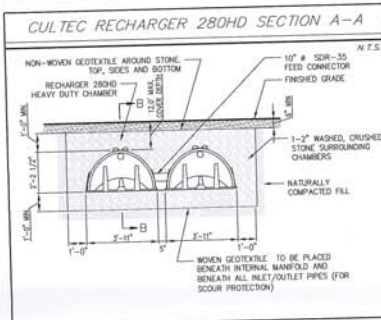 CULTEC RECHARGER 280HD SECTION A-A
N.T.S.
NON-WOVEN GEOTEXTILE AROUND STONE.
TOP, SIDES AND BOTTOM
RECHARGER 280HD
HEAVY DUTY CHAMBER
B
12.0' MAX.
COVER DEPTH
10" ø SDR-35
FEED CONNECTOR
FINISHED GRADE
6" MIN.
1'-0" MIN.
2'-2 1/2"
1'-0" MIN.
1-2" WASHED, CRUSHED
STONE SURROUNDING
CHAMBERS
NATURALLY
COMPACTED FILL
B
1'-0"
3'-11"
5"
3'-11"
1'-0"
WOVEN GEOTEXTILE TO BE PLACED
BENEATH INTERNAL MANIFOLD AND
BENEATH ALL INLET/OUTLET PIPES (FOR
SCOUR PROTECTION)